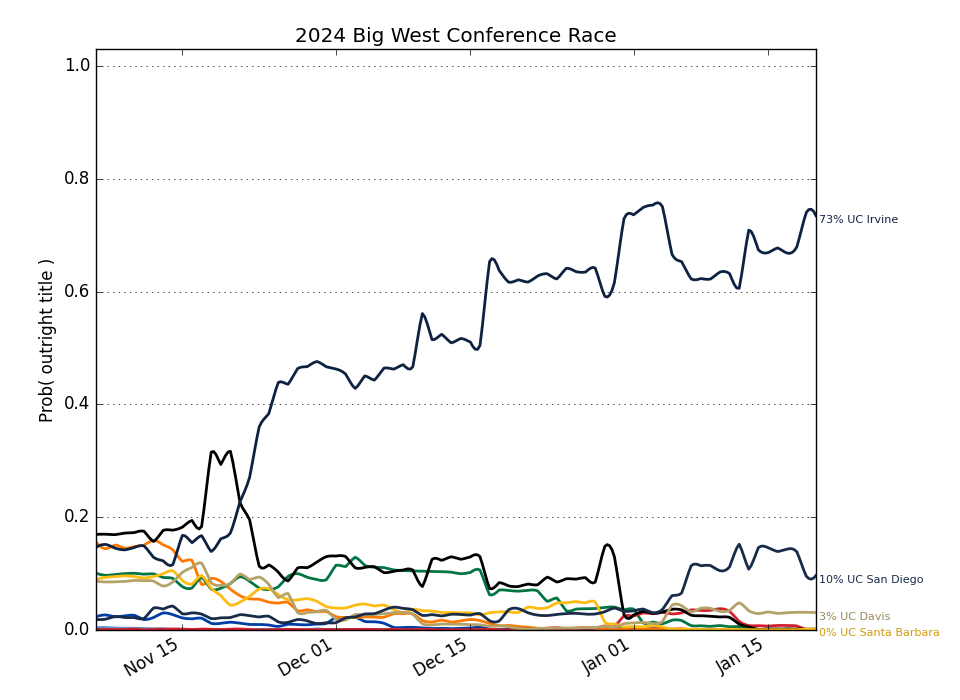 2024 Big West Conference Race
Prob( outright title )
1.0
0.8
0.6
0.4
0.2
0.0
73% UC Irvine
10% UC San Diego
3% UC Davis
0% UC Santa Barbara
Nov 15
Dec 01
Dec 15
Jan 01
Jan 15